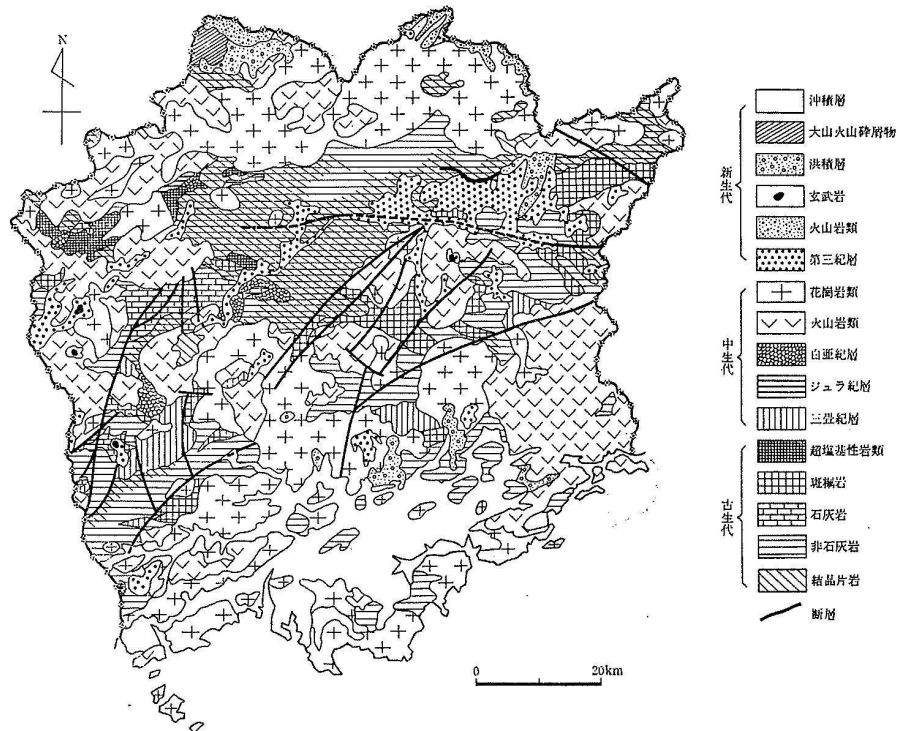 N
新生代
沖積層
大山火山砕屑物
洪積層
玄武岩
火山岩類
第三紀層
中生代
花崗岩類
火山岩類
白亜紀層
ジュラ紀層
三畳紀層
古生代
超塩基性岩類
斑糲岩
石灰岩
非石灰岩
結晶片岩
断層
0 20km